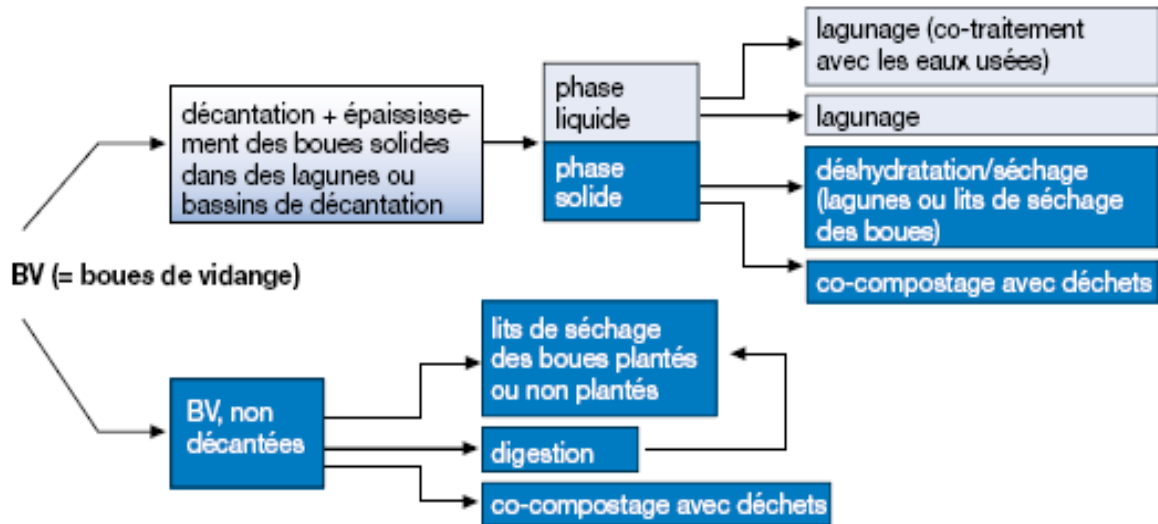 lagunage (co-traitement
avec les eaux usées)
phase
liquide
lagunage
décantation + épaississe-
ment des boues solides
dans des lagunes ou
bassins de décantation
phase
solide
déshydratation/séchage
(lagunes ou lits de séchage
des boues)
co-compostage avec déchets
BV (= boues de vidange)
lits de séchage
des boues plantés
ou non plantés
BV, non
décantées
digestion
co-compostage avec déchets